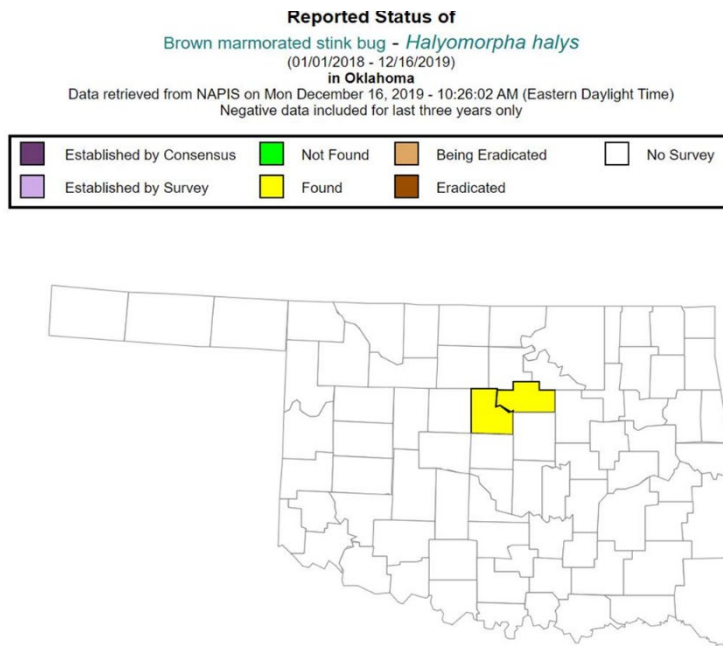 Reported Status of
Brown marmorated stink bug - Halyomorpha halys
(01/01/2018 - 12/16/2019)
in Oklahoma
Data retrieved from NAPIS on Mon December 16, 2019 - 10:26:02 AM (Eastern Daylight Time)
Negative data included for last three years only
Established by Consensus Not Found Being Eradicated No Survey
Established by Survey Found Eradicated